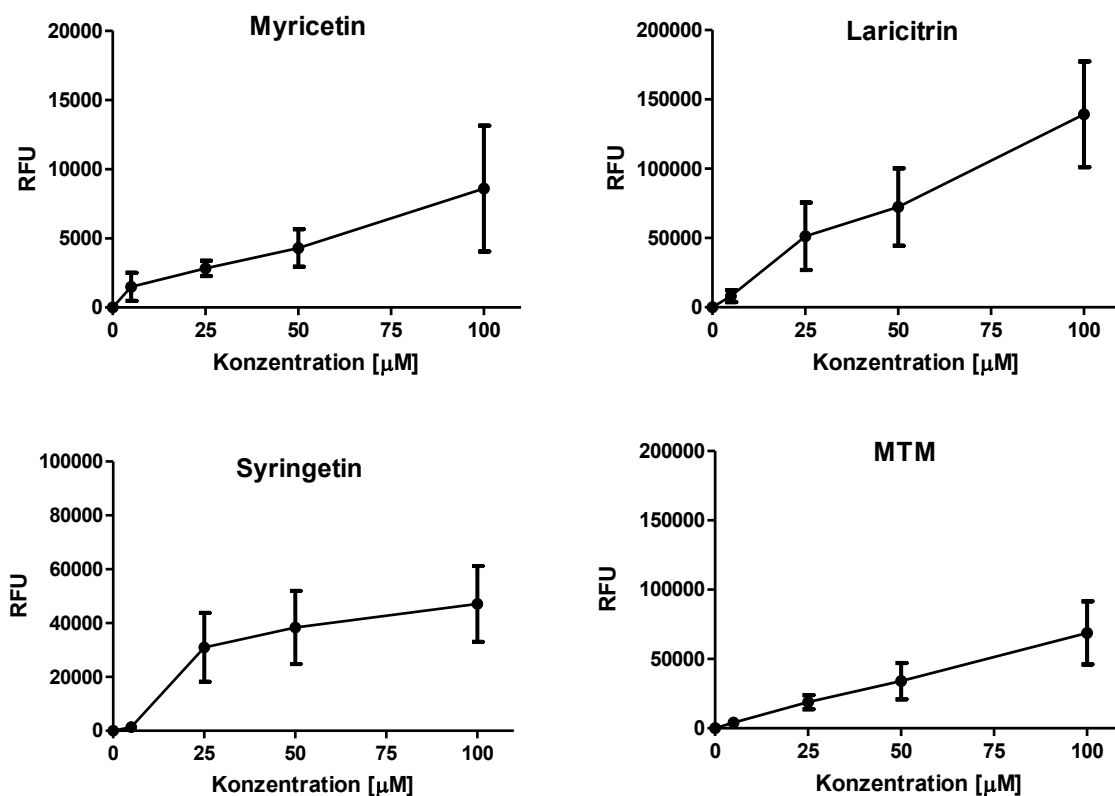 Myricetin
20000
15000
10000
5000
0
RFU
0 25 50 75 100
Konzentration [μM]
Laricitrin
200000
150000
100000
50000
0
RFU
0 25 50 75 100
Konzentration [μM]
Syringetin
100000
80000
60000
40000
20000
0
RFU
0 25 50 75 100
Konzentration [μM]
MTM
200000
150000
100000
50000
0
RFU
0 25 50 75 100
Konzentration [μM]